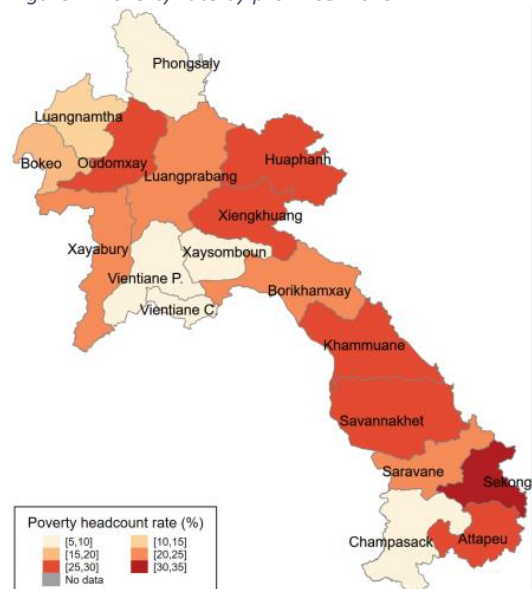 Phongsaly
Luangnamtha
Bokeo
Oudomxay
Huaphanh
Luangprabang
Xiengkhuang
Xayabury
Xaysomboun
Vientiane P.
Borikhamxay
Vientiane C.
Khammuane
Savannakhet
Saravane
Sekong
Champasack
Attapeu
Poverty headcount rate (%)
[5,10] [10,15]
[15,20] [20,25]
[25,30] [30,35]
No data